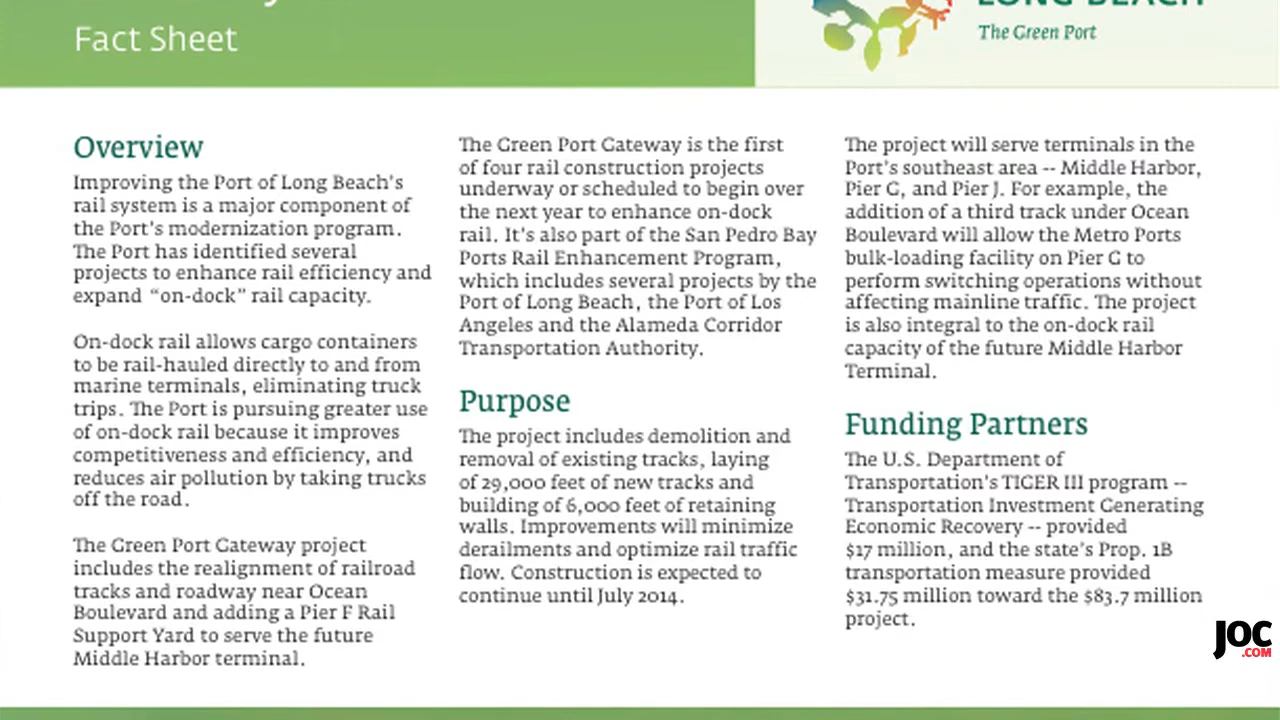 Fact Sheet
LONG BEACH
The Green Port
Overview
Improving the Port of Long Beach's
rail system is a major component of
the Port's modernization program.
The Port has identified several
projects to enhance rail efficiency and
expand “on-dock” rail capacity.
On-dock rail allows cargo containers
to be rail-hauled directly to and from
marine terminals, eliminating truck
trips. The Port is pursuing greater use
of on-dock rail because it improves
competitiveness and efficiency, and
reduces air pollution by taking trucks
off the road.
The Green Port Gateway project
includes the realignment of railroad
tracks and roadway near Ocean
Boulevard and adding a Pier F Rail
Support Yard to serve the future
Middle Harbor terminal.
The Green Port Gateway is the first
of four rail construction projects
underway or scheduled to begin over
the next year to enhance on-dock
rail. It's also part of the San Pedro Bay
Ports Rail Enhancement Program,
which includes several projects by the
Port of Long Beach, the Port of Los
Angeles and the Alameda Corridor
Transportation Authority.
Purpose
The project includes demolition and
removal of existing tracks, laying
of 29,000 feet of new tracks and
building of 6,000 feet of retaining
walls. Improvements will minimize
derailments and optimize rail traffic
flow. Construction is expected to
continue until July 2014.
The project will serve terminals in the
Port's southeast area -- Middle Harbor,
Pier G, and Pier J. For example, the
addition of a third track under Ocean
Boulevard will allow the Metro Ports
bulk-loading facility on Pier G to
perform switching operations without
affecting mainline traffic. The project
is also integral to the on-dock rail
capacity of the future Middle Harbor
Terminal.
Funding Partners
The U.S. Department of
Transportation's TIGER III program --
Transportation Investment Generating
Economic Recovery -- provided
$17 million, and the state's Prop. 1B
transportation measure provided
$31.75 million toward the $83.7 million
project.
JOC
.COM